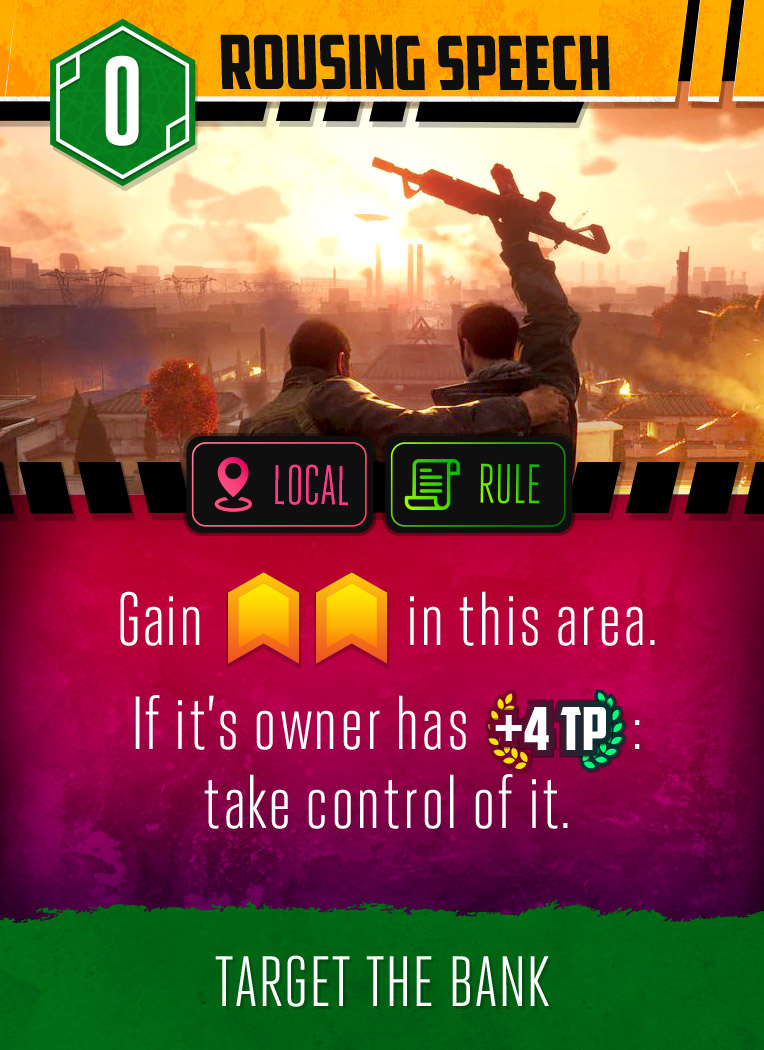 0
ROUSING SPEECH
LOCAL
RULE
Gain in this area.
If it's owner has +4 TP :
take control of it.
TARGET THE BANK